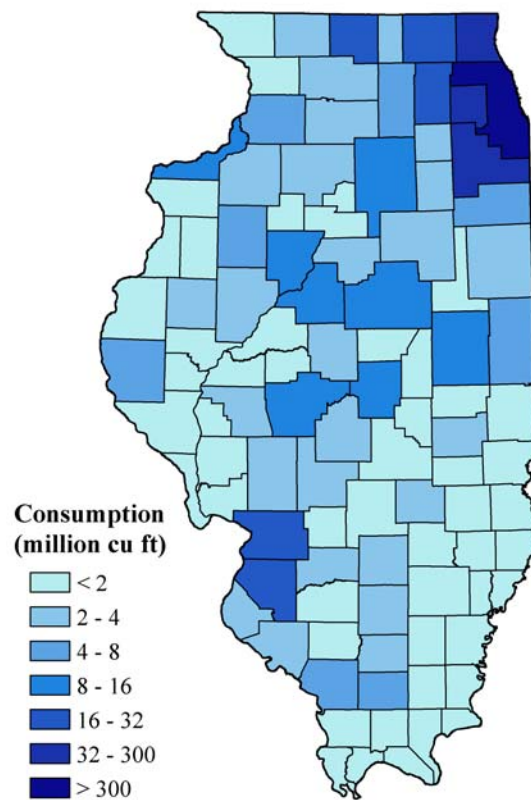 Consumption
(million cu ft)
< 2
2 - 4
4 - 8
8 - 16
16 - 32
32 - 300
> 300